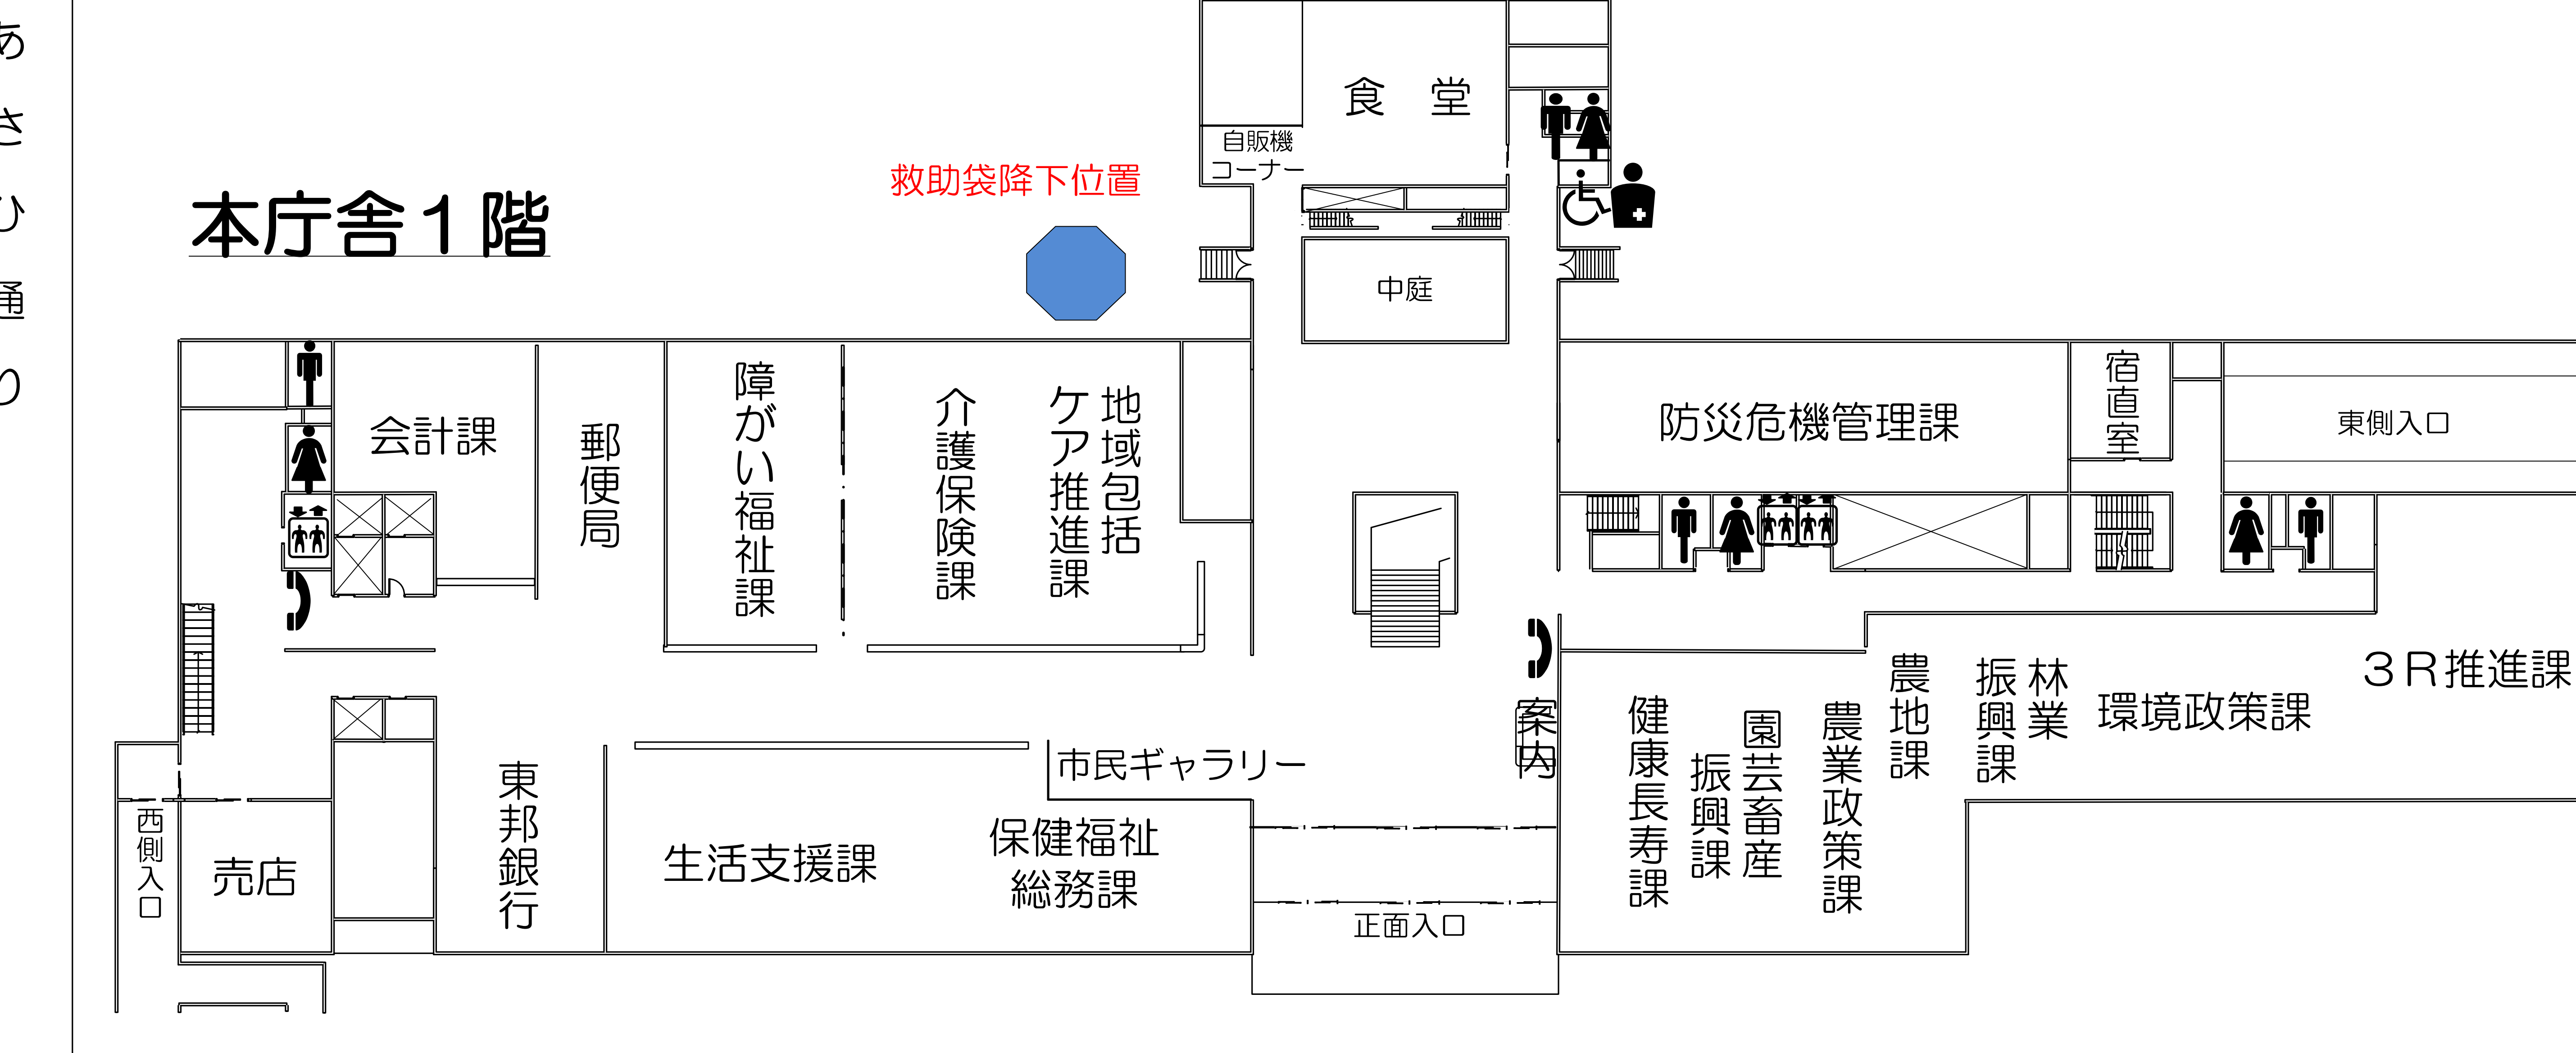 あさひ通り
本庁舎１階
救助袋降下位置
食　堂
自販機
コーナー
中庭
会計課
郵便局
障がい福祉課
介護保険課
地域包括
ケア推進課
防災危機管理課
宿直室
東側入口
西側入口
売店
東邦銀行
生活支援課
保健福祉
総務課
市民ギャラリー
正面入口
案内
健康長寿課
園芸畜産
振興課
農業政策課
農地課
林業
振興課
環境政策課
３Ｒ推進課